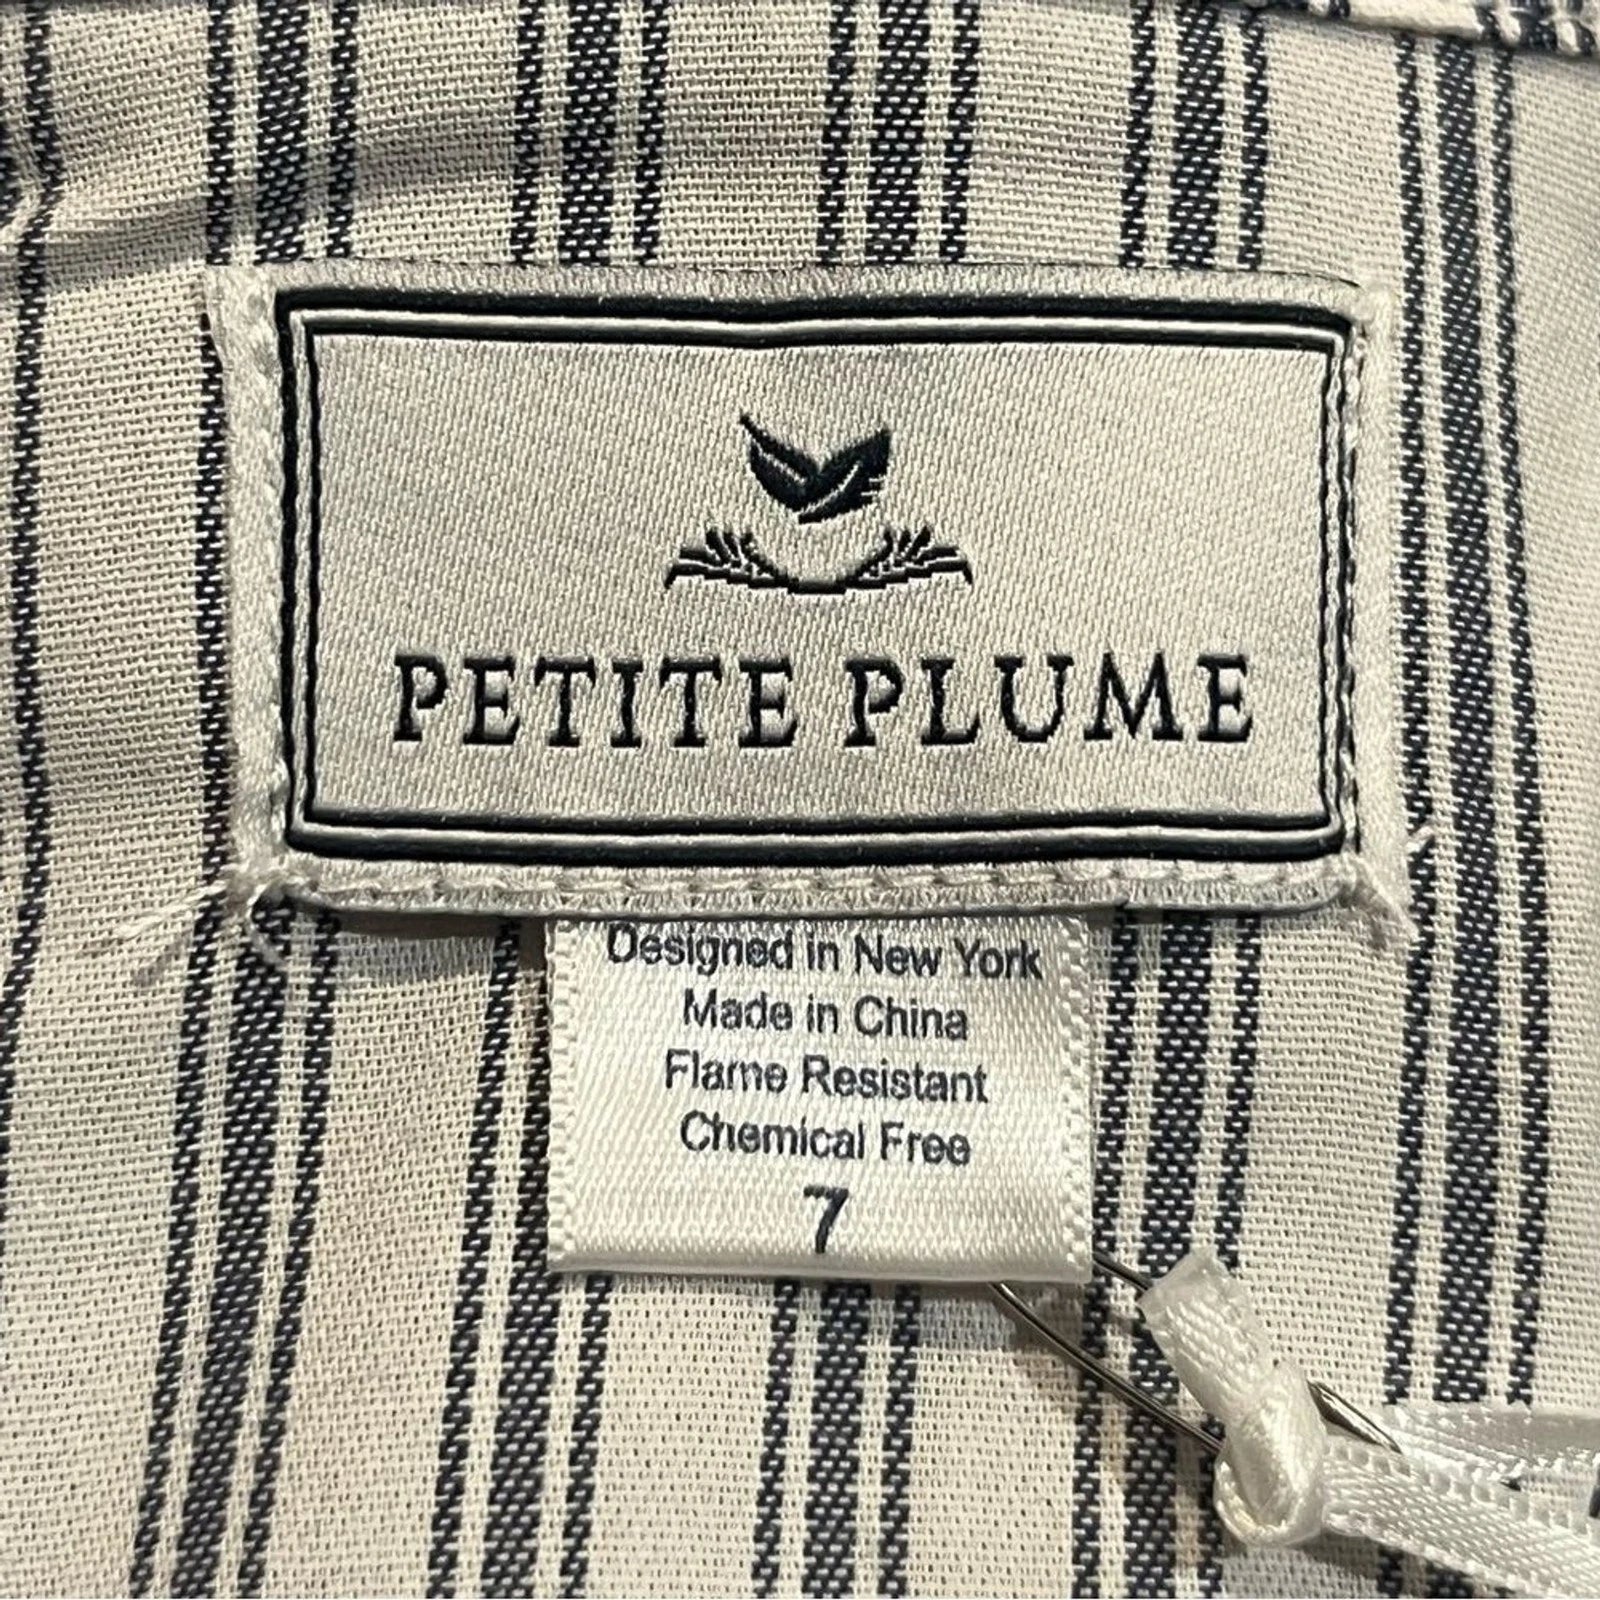 PETITE PLUME
Designed in New York
Made in China
Flame Resistant
Chemical Free
7